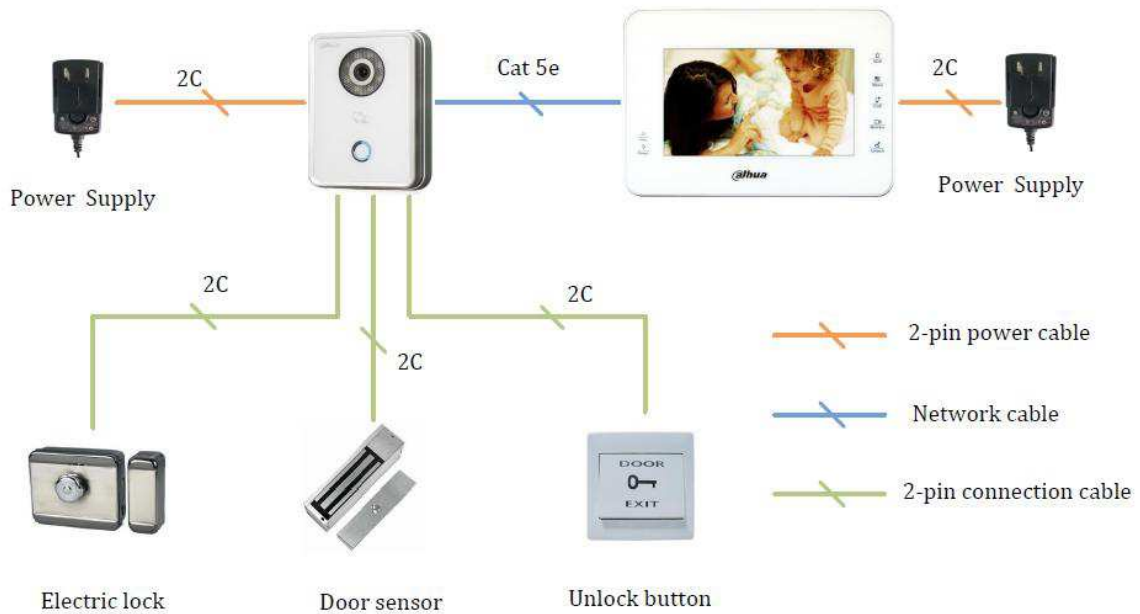 2C
Cat 5e
2C
alhua
Power Supply
Power Supply
2C
2C
2C
2-pin power cable
Network cable
2-pin connection cable
DOOR
EXIT
Electric lock
Door sensor
Unlock button